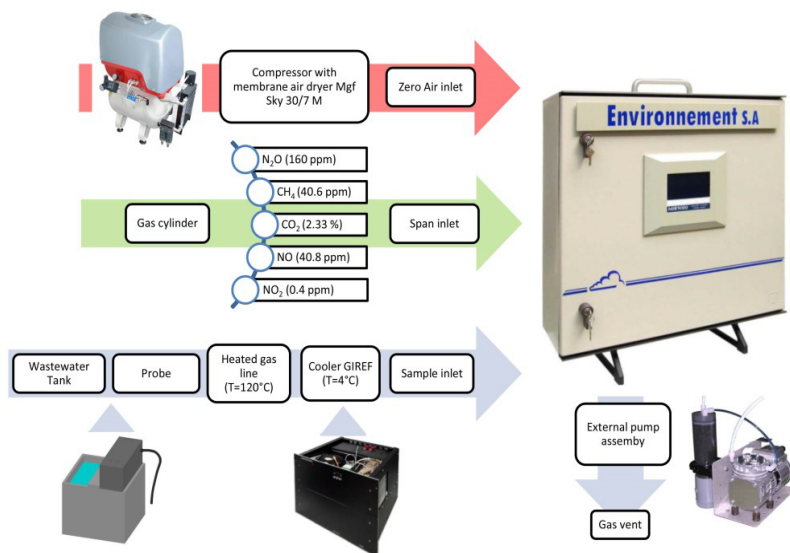 Compressor with
membrane air dryer Mgf
Sky 30/7 M
Zero Air inlet
Environnement S.A
N₂O (160 ppm)
CH₄ (40.6 ppm)
Gas cylinder
CO₂ (2.33 %)
Span inlet
NO (40.8 ppm)
NO₂ (0.4 ppm)
Wastewater
Tank
Probe
Heated gas
line
(T=120°C)
Cooler GIREF
(T=4°C)
Sample inlet
External pump
assemby
Gas vent